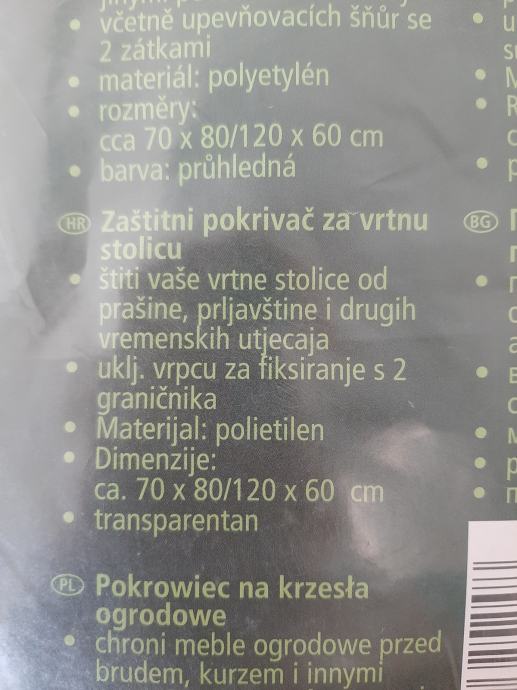 včetně upevňovacích šňůr se
2 zátkami
• materiál: polyetylén
• rozměry:
cca 70 x 80/120 x 60 cm
• barva: průhledná
HR Zaštitni pokrivač za vrtnu
stolicu
• štiti vaše vrtne stolice od
prašine, prljavštine i drugih
vremenskih utjecaja
• uklj. vrpcu za fiksiranje s 2
graničnika
• Materijal: polietilen
• Dimenzije:
ca. 70 x 80/120 x 60 cm
• transparentan
PL Pokrowiec na krzesła
ogrodowe
• chroni meble ogrodowe przed
brudem, kurzem i innymi
BG